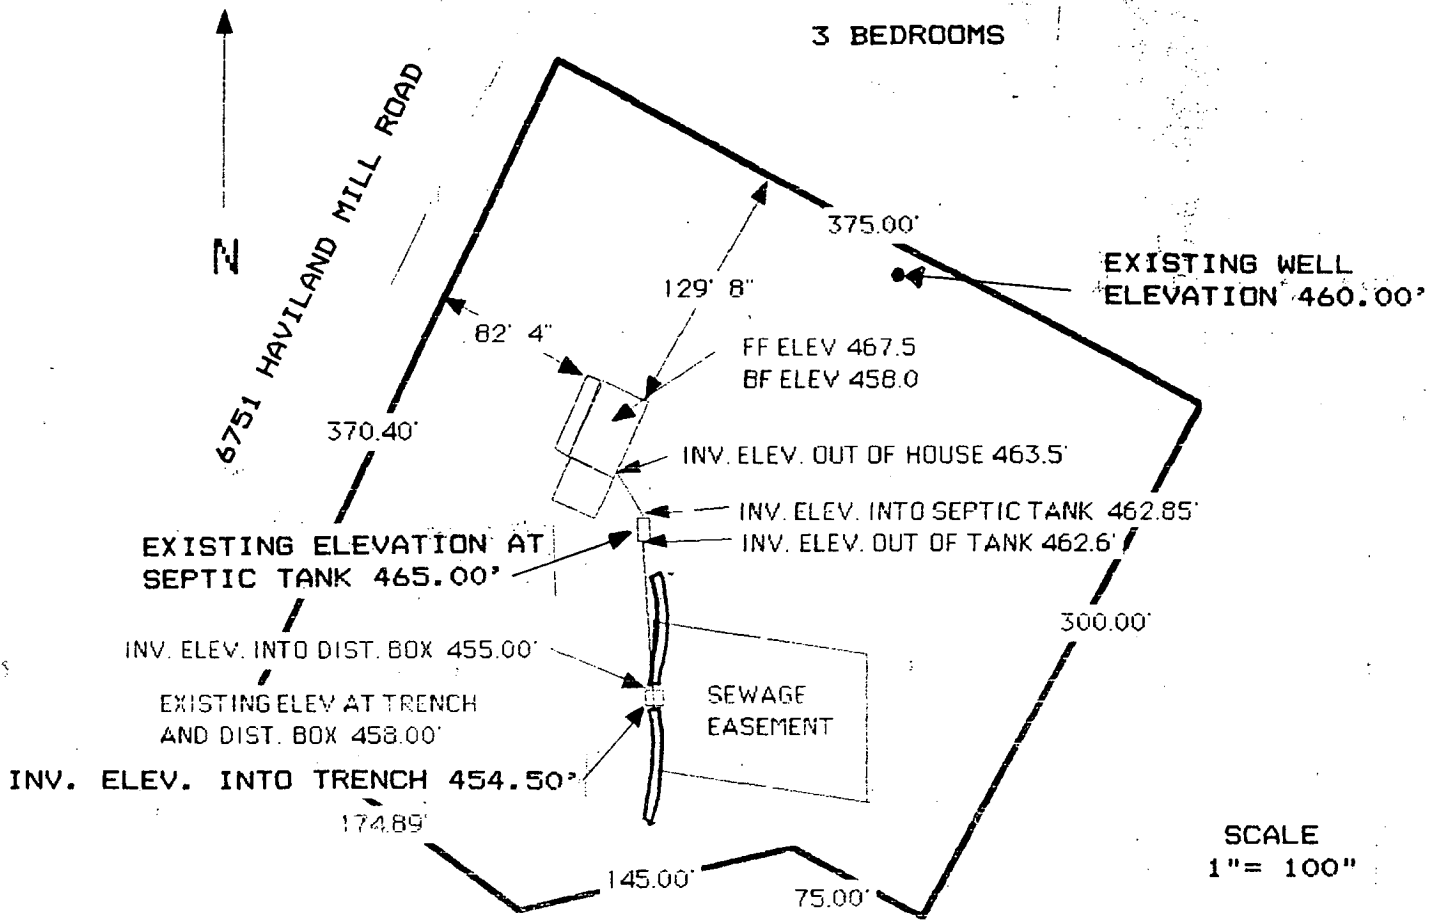 3 BEDROOMS
N
6751 HAVILAND MILL ROAD
375.00'
129' 8"
82' 4"
EXISTING WELL
ELEVATION 460.00'
FF ELEV 467.5
BF ELEV 458.0
370.40'
INV. ELEV. OUT OF HOUSE 463.5'
INV. ELEV. INTO SEPTIC TANK 462.85'
INV. ELEV. OUT OF TANK 462.6'
EXISTING ELEVATION AT
SEPTIC TANK 465.00'
300.00'
INV. ELEV. INTO DIST. BOX 455.00'
EXISTING ELEV AT TRENCH
AND DIST. BOX 458.00'
SEWAGE
EASEMENT
INV. ELEV. INTO TRENCH 454.50'
174.89'
145.00'
75.00'
SCALE
1"= 100"